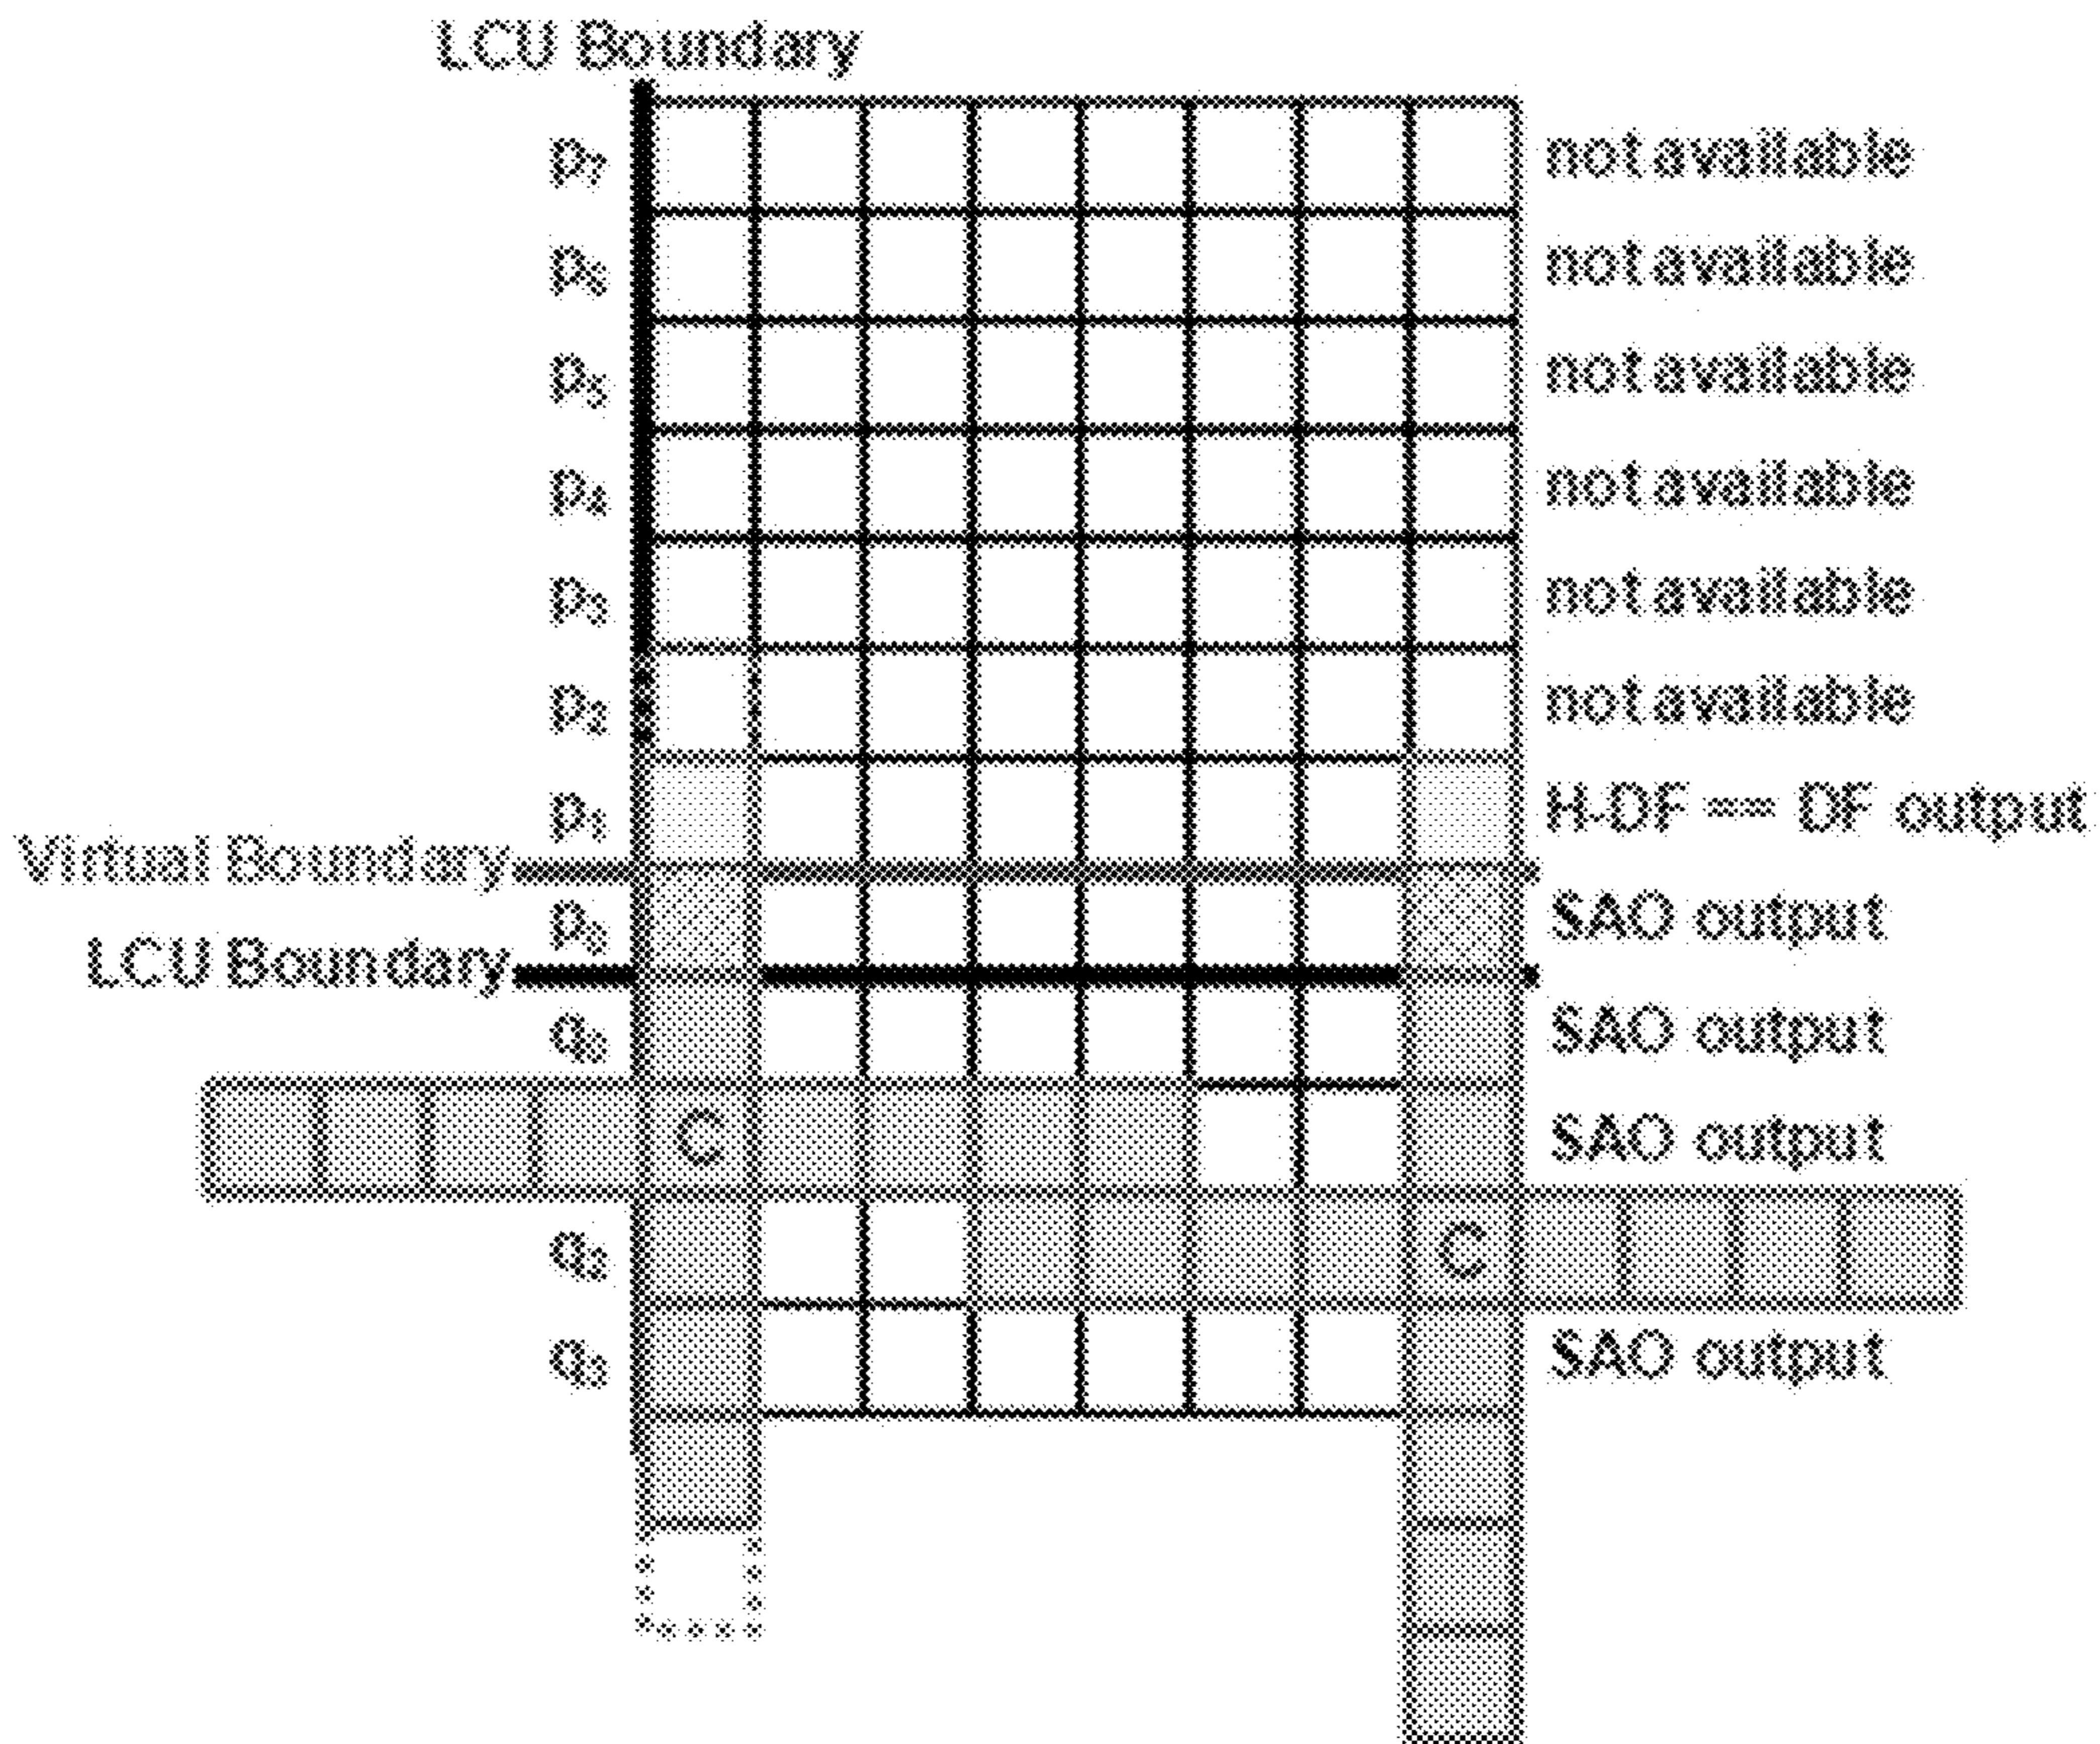 LCU Boundary
p7 not available
p6 not available
p5 not available
p4 not available
p3 not available
p2 not available
p1 H-DF == DF output
Virtual Boundary
p0 SAO output
LCU Boundary
q0 SAO output
C SAO output
q2 C
q3 SAO output